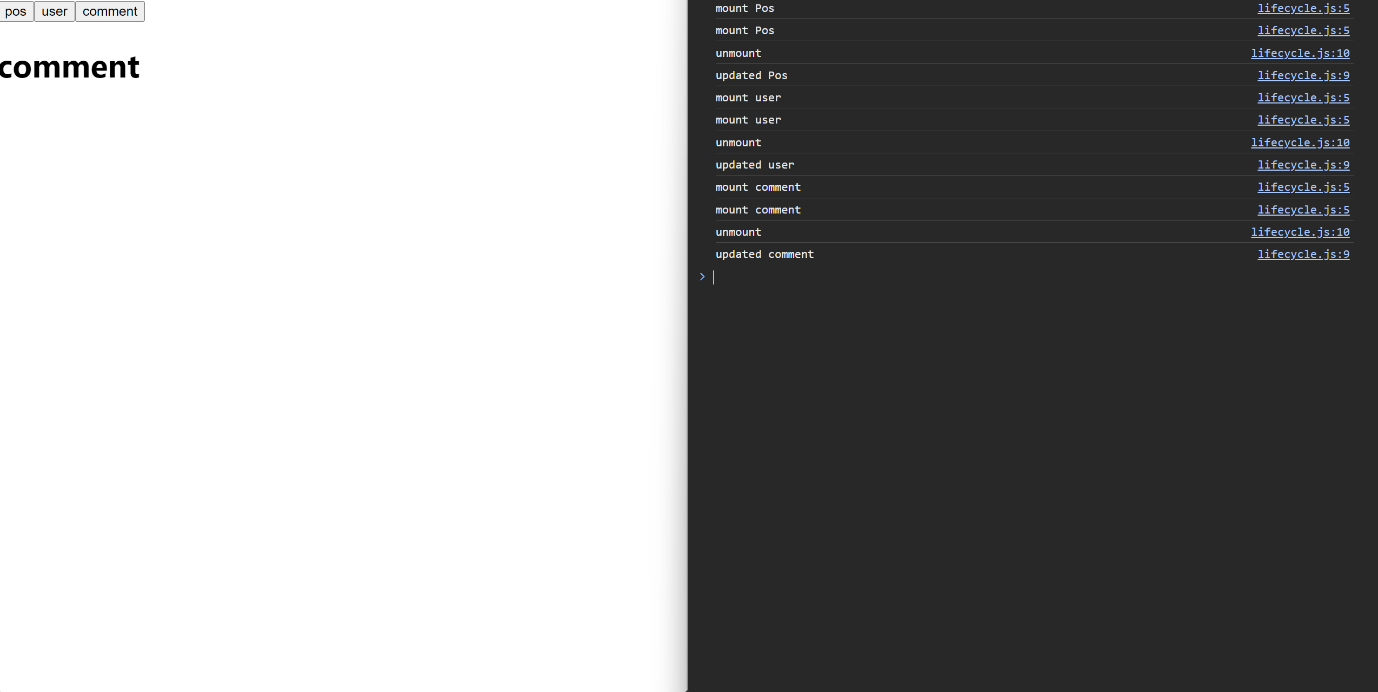 pos user comment
comment
mount Pos lifecycle.js:5
mount Pos lifecycle.js:5
unmount lifecycle.js:10
updated Pos lifecycle.js:9
mount user lifecycle.js:5
mount user lifecycle.js:5
unmount lifecycle.js:10
updated user lifecycle.js:9
mount comment lifecycle.js:5
mount comment lifecycle.js:5
unmount lifecycle.js:10
updated comment lifecycle.js:9